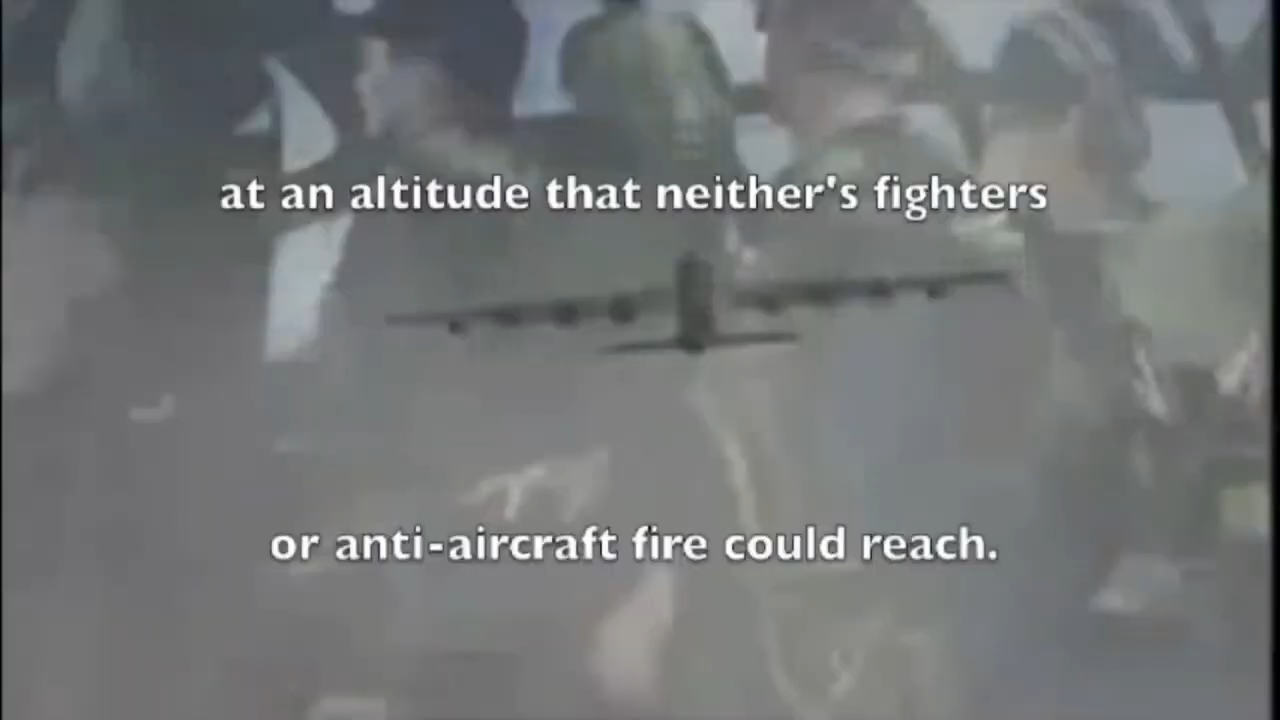 at an altitude that neither's fighters
or anti-aircraft fire could reach.